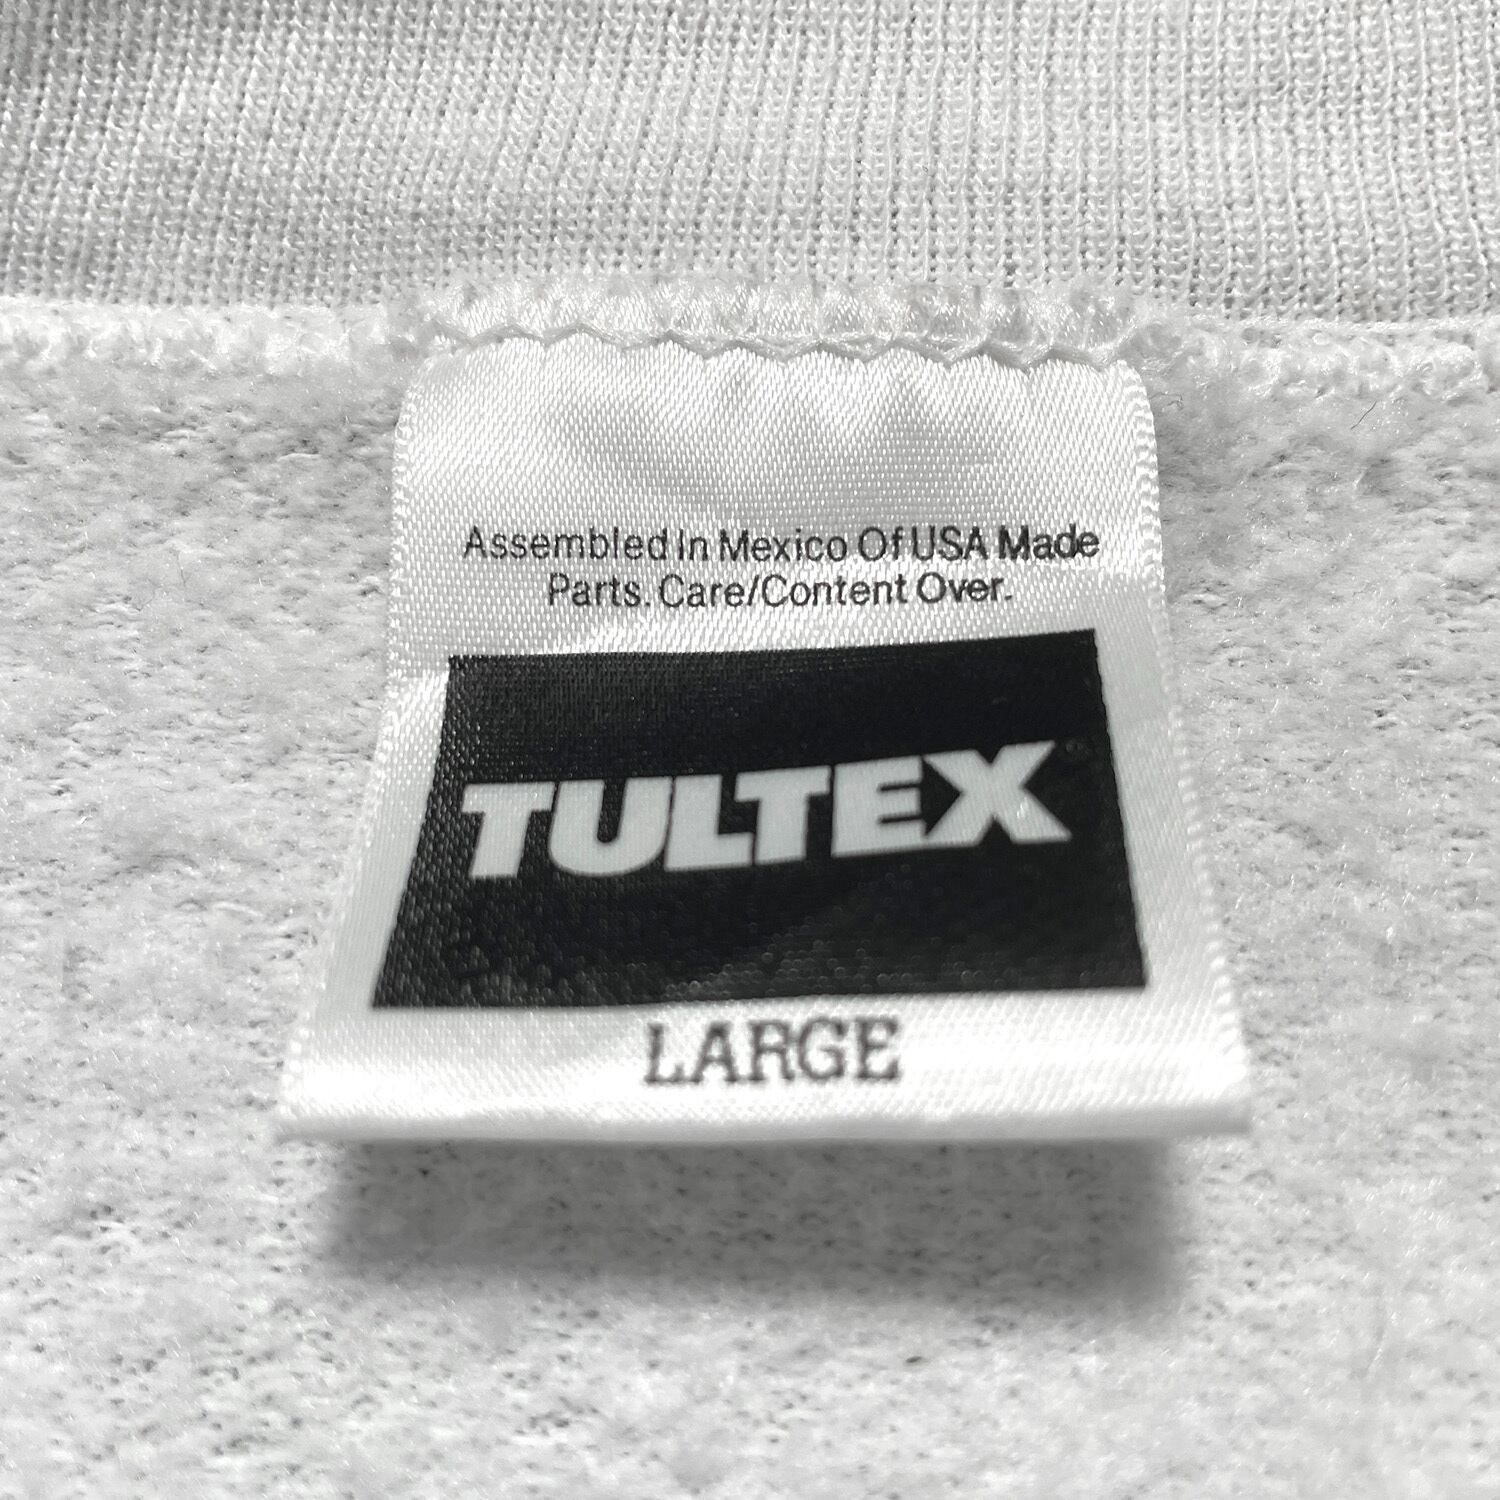 Assembled In Mexico Of USA Made
Parts. Care/Content Over.
TULTEX
LARGE